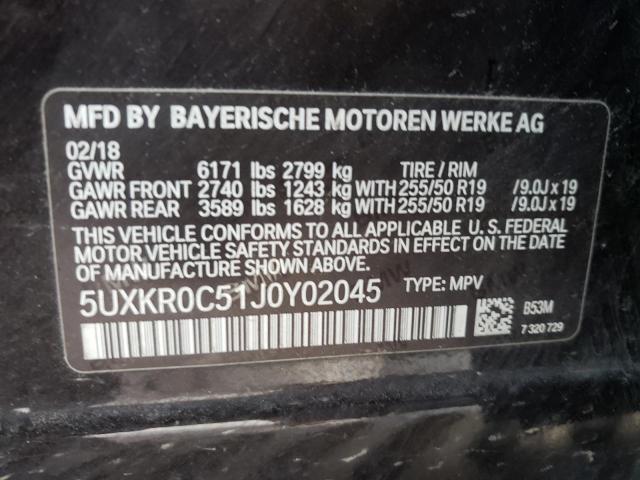 MFD BY BAYERISCHE MOTOREN WERKE AG
02/18
GVWR 6171 lbs 2799 kg TIRE / RIM
GAWR FRONT 2740 lbs 1243 kg WITH 255/50 R19 /9.0J x 19
GAWR REAR 3589 lbs 1628 kg WITH 255/50 R19 /9.0J x 19
THIS VEHICLE CONFORMS TO ALL APPLICABLE U. S. FEDERAL
MOTOR VEHICLE SAFETY STANDARDS IN EFFECT ON THE
DATE OF MANUFACTURE SHOWN ABOVE.
5UXKR0C51J0Y02045 TYPE: MPV
B53M
7 320 729